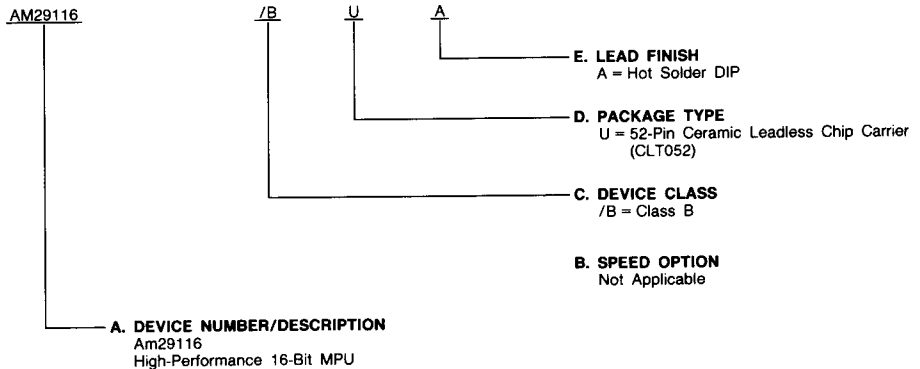 AM29116 /B U A
E. LEAD FINISH
A = Hot Solder DIP
D. PACKAGE TYPE
U = 52-Pin Ceramic Leadless Chip Carrier
(CLT052)
C. DEVICE CLASS
/B = Class B
B. SPEED OPTION
Not Applicable
A. DEVICE NUMBER/DESCRIPTION
Am29116
High-Performance 16-Bit MPU